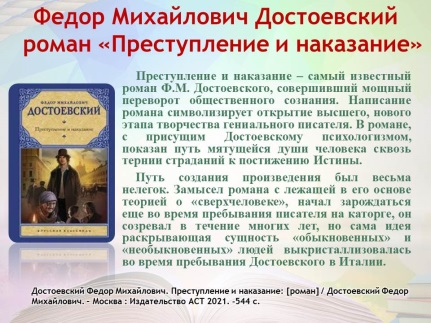 Федор Михайлович Достоевский
роман «Преступление и наказание»
Преступление и наказание – самый известный
роман Ф.М. Достоевского, совершивший мощный
переворот общественного сознания. Написание
романа символизирует открытие высшего, нового
этапа творчества гениального писателя. В романе,
с присущим Достоевскому психологизмом,
показан путь мятущейся души человека сквозь
тернии страданий к постижению Истины.
Путь создания произведения был весьма
нелегок. Замысел романа с лежащей в его основе
теорией о «сверхчеловеке», начал зарождаться
еще во время пребывания писателя на каторге, он
созревал в течение многих лет, но сама идея
раскрывающая сущность «обыкновенных» и
«необыкновенных» людей выкристаллизовалась
во время пребывания Достоевского в Италии.
ФЕДОР МИХАЙЛОВИЧ
ДОСТОЕВСКИЙ
Преступление и наказание
Достоевский Федор Михайлович. Преступление и наказание: [роман] / Достоевский Федор
Михайлович. – Москва : Издательство АСТ 2021. -544 с.